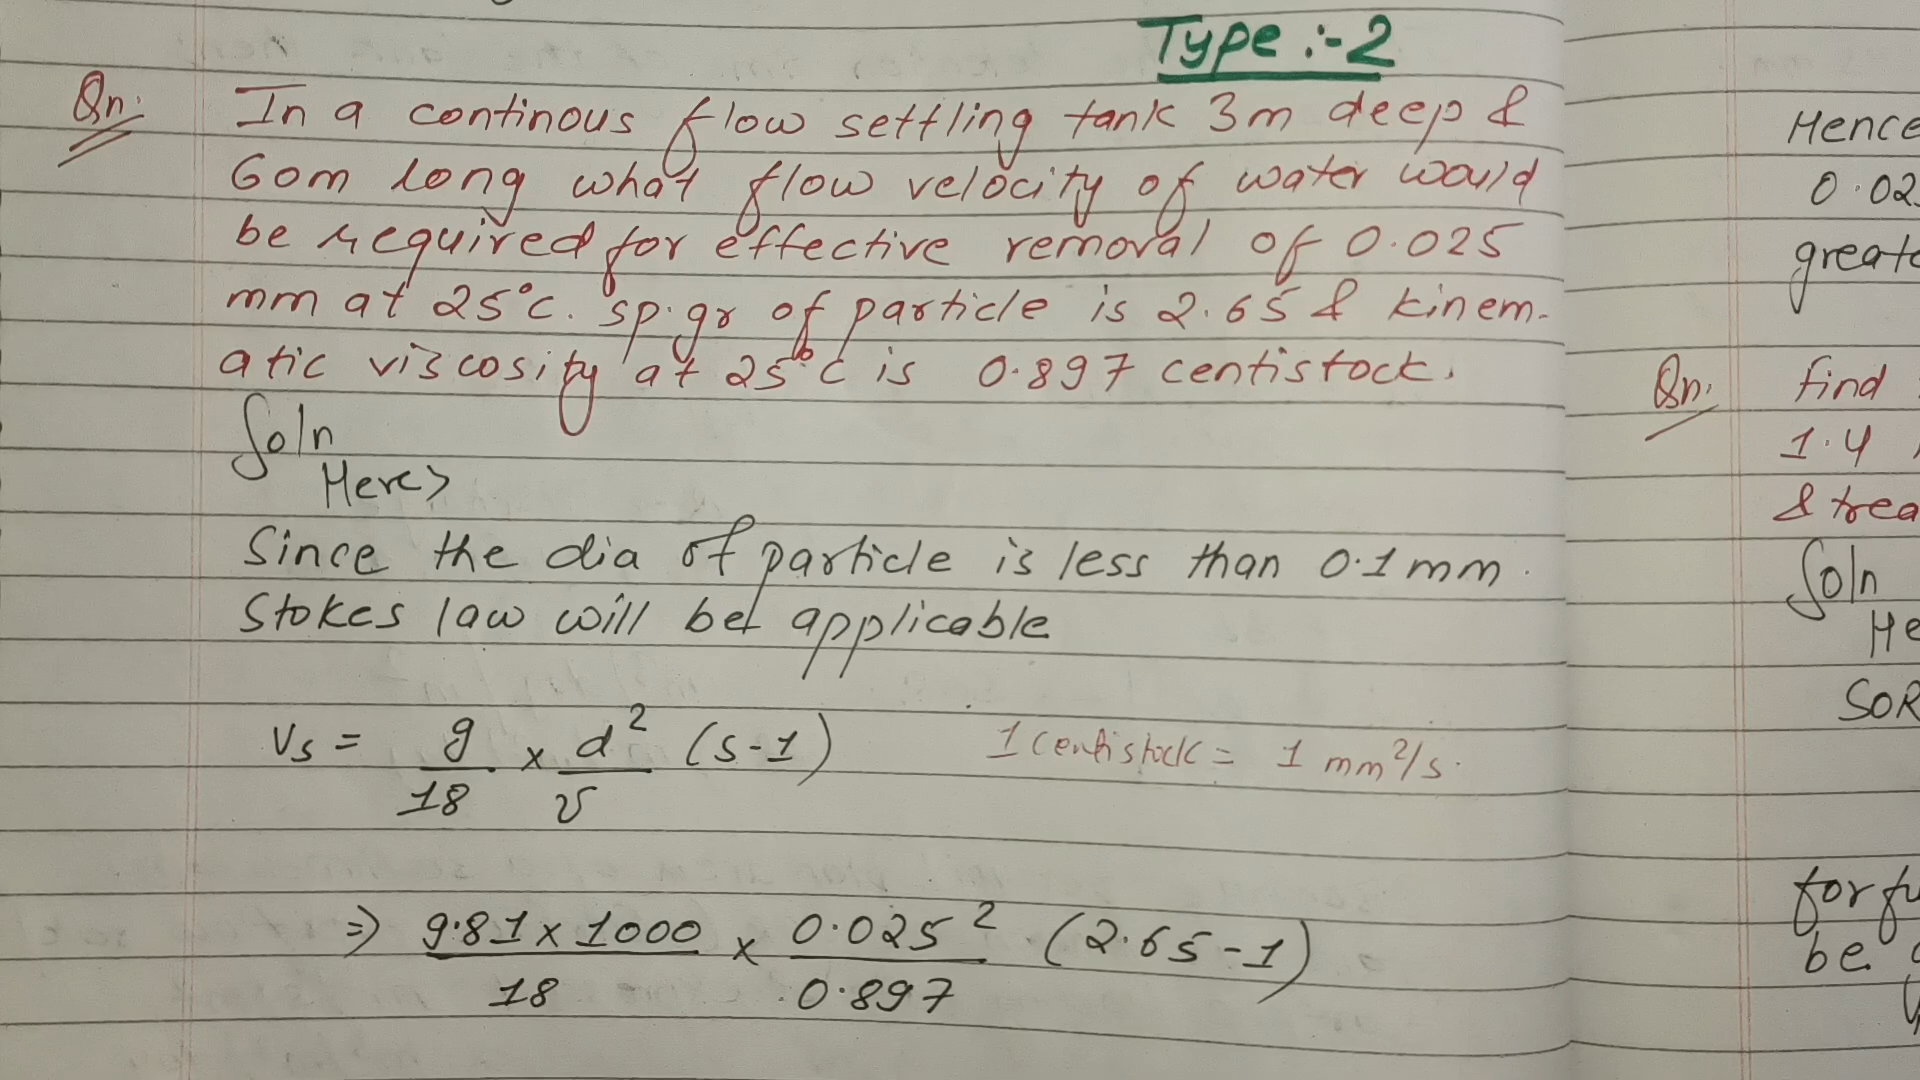 Type :- 2
Qn. In a continous flow settling tank 3m deep &
60m long what flow velocity of water would
be required for effective removal of 0.025
mm at 25°c. sp.gr of particle is 2.65 & kinem-
atic viscosity at 25°c is 0.897 centistock.
Soln
Here>
Since the dia of particle is less than 0.1mm.
Stokes law will be applicable
Vs = g/18 x d²/υ (s-1) 1 centistock = 1 mm²/s.
=> 9.81 x 1000/18 x 0.025²/0.897 (2.65-1)
Hence
0.02
great
Qn. find
1.4
& trea
Soln
He
SOR
for fu
be